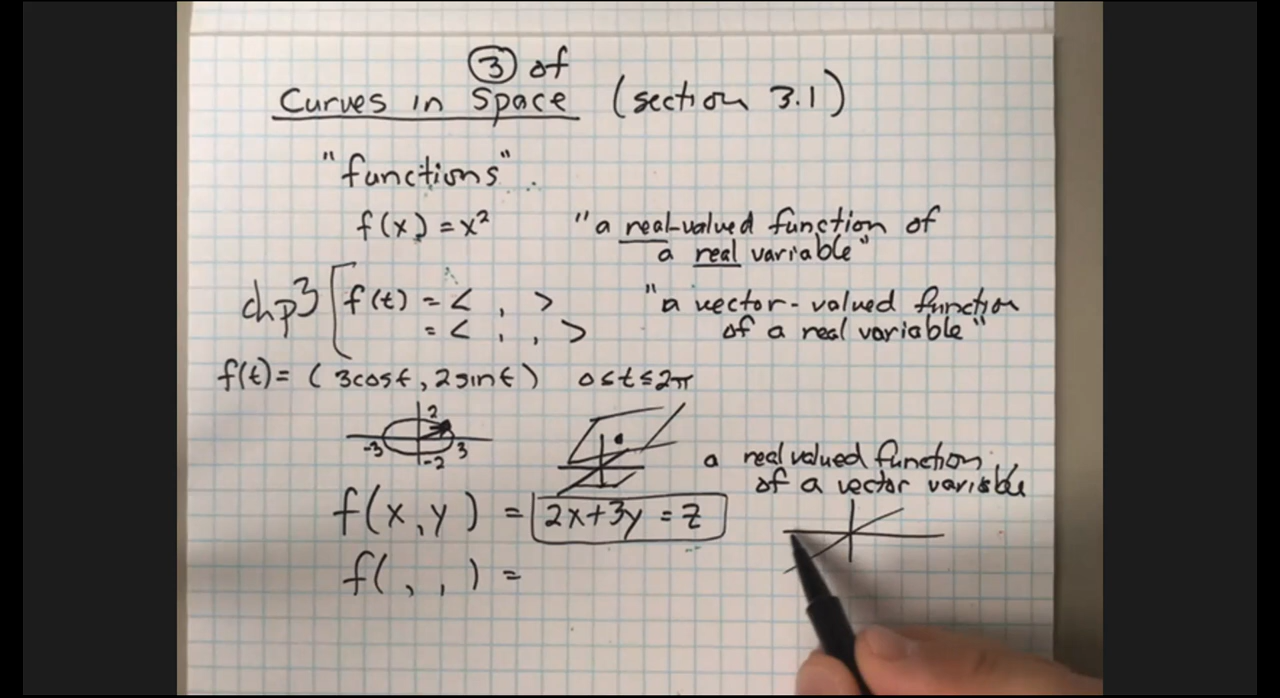 ③ of
Curves in Space (section 3.1)
"functions"
f(x) = x² "a real-valued function of
a real variable"
chp3 f(t) = < , > "a vector-valued function
= < , , > of a real variable"
f(t) = (3cost, 2sint) 0≤t≤2π
2
-3 3
-2
a real valued function
of a vector variable
f(x,y) = 2x+3y = z
f( , , ) =